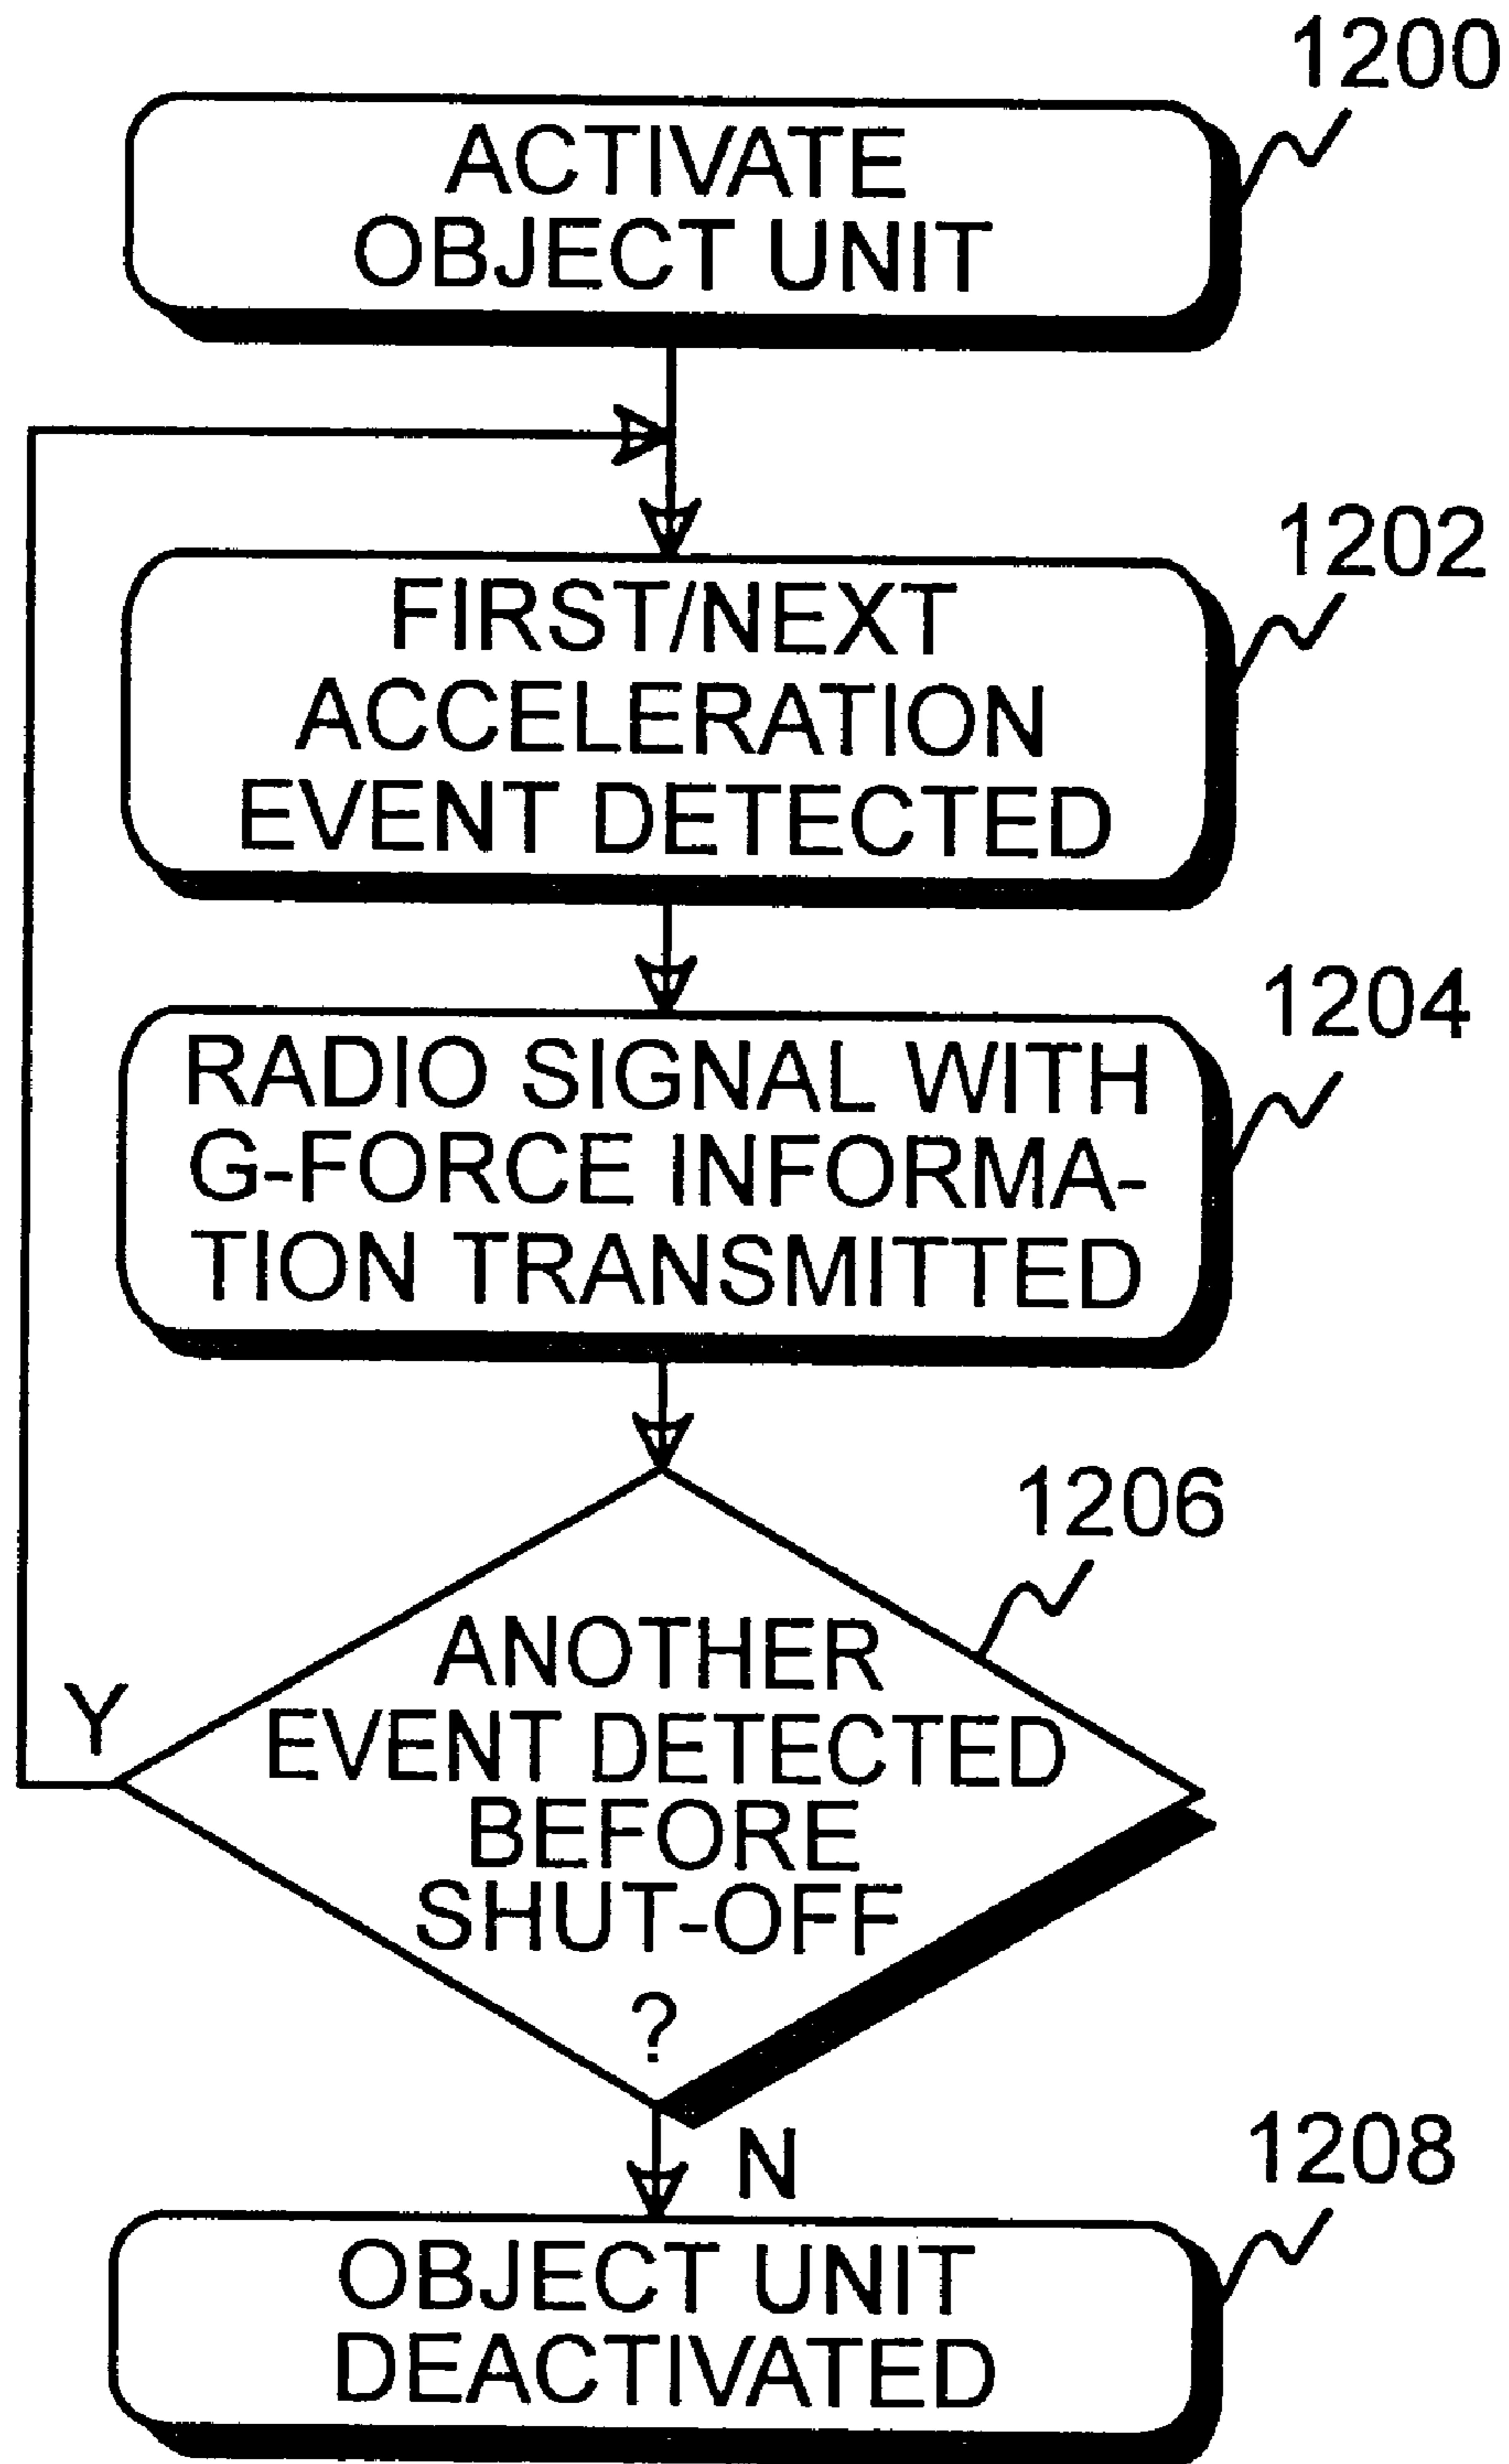 1200
ACTIVATE
OBJECT UNIT
1202
FIRST/NEXT
ACCELERATION
EVENT DETECTED
1204
RADIO SIGNAL WITH
G-FORCE INFORMA-
TION TRANSMITTED
1206
ANOTHER
EVENT DETECTED
BEFORE
SHUT-OFF
?
Y
N
1208
OBJECT UNIT
DEACTIVATED